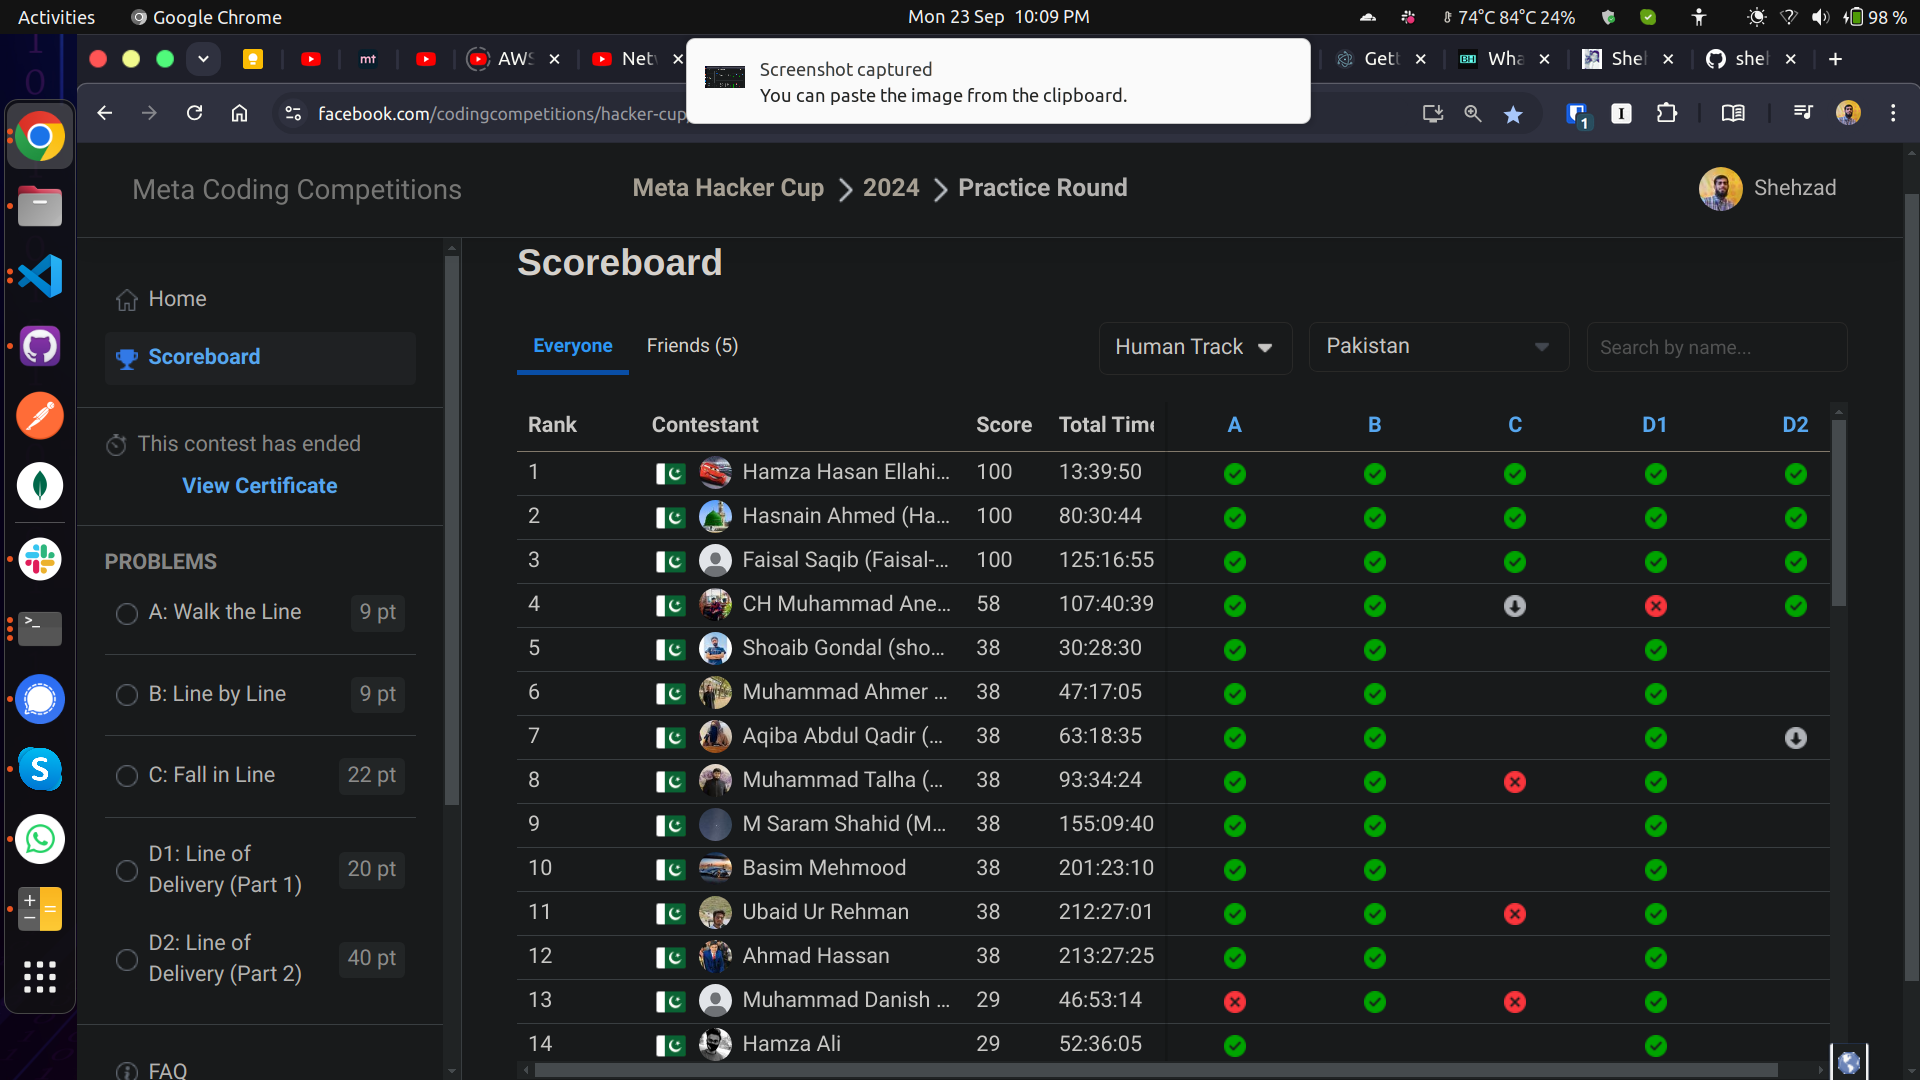 Activities
Google Chrome
Mon 23 Sep 10:09 PM
74°C 84°C 24%
98 %
mt
AWS
Net
Screenshot captured
You can paste the image from the clipboard.
Gett
BH
Wha
Sheh
sheh
facebook.com/codingcompetitions/hacker-cup
1
Meta Coding Competitions
Meta Hacker Cup
2024
Practice Round
Shehzad
Home
Scoreboard
This contest has ended
View Certificate
PROBLEMS
A: Walk the Line
9 pt
B: Line by Line
9 pt
C: Fall in Line
22 pt
D1: Line of
Delivery (Part 1)
20 pt
D2: Line of
Delivery (Part 2)
40 pt
FAQ
Scoreboard
Everyone
Friends (5)
Human Track
Pakistan
Search by name...
Rank Contestant Score Total Time A B C D1 D2
1 Hamza Hasan Ellahi... 100 13:39:50
2 Hasnain Ahmed (Ha... 100 80:30:44
3 Faisal Saqib (Faisal-... 100 125:16:55
4 CH Muhammad Ane... 58 107:40:39
5 Shoaib Gondal (sho... 38 30:28:30
6 Muhammad Ahmer ... 38 47:17:05
7 Aqiba Abdul Qadir (... 38 63:18:35
8 Muhammad Talha (... 38 93:34:24
9 M Saram Shahid (M... 38 155:09:40
10 Basim Mehmood 38 201:23:10
11 Ubaid Ur Rehman 38 212:27:01
12 Ahmad Hassan 38 213:27:25
13 Muhammad Danish ... 29 46:53:14
14 Hamza Ali 29 52:36:05